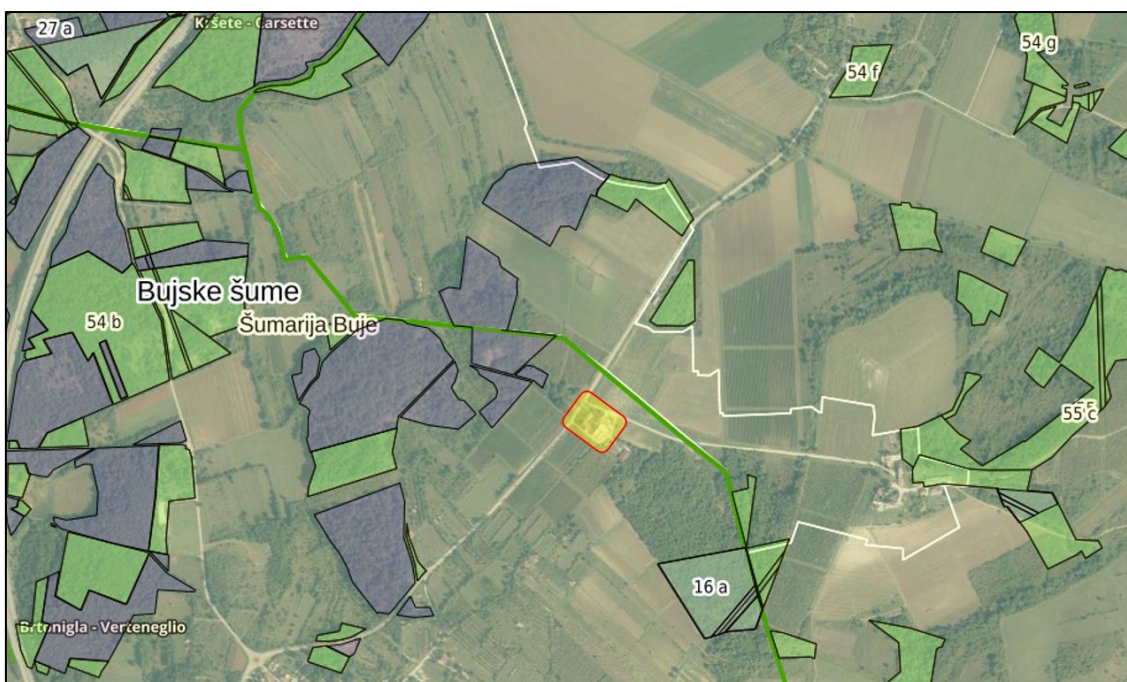 27 a
Kršete - Carsette
54 g
54 f
Bujske šume
54 b
Šumarija Buje
55 c
16 a
Brtonigla - Verteneglio